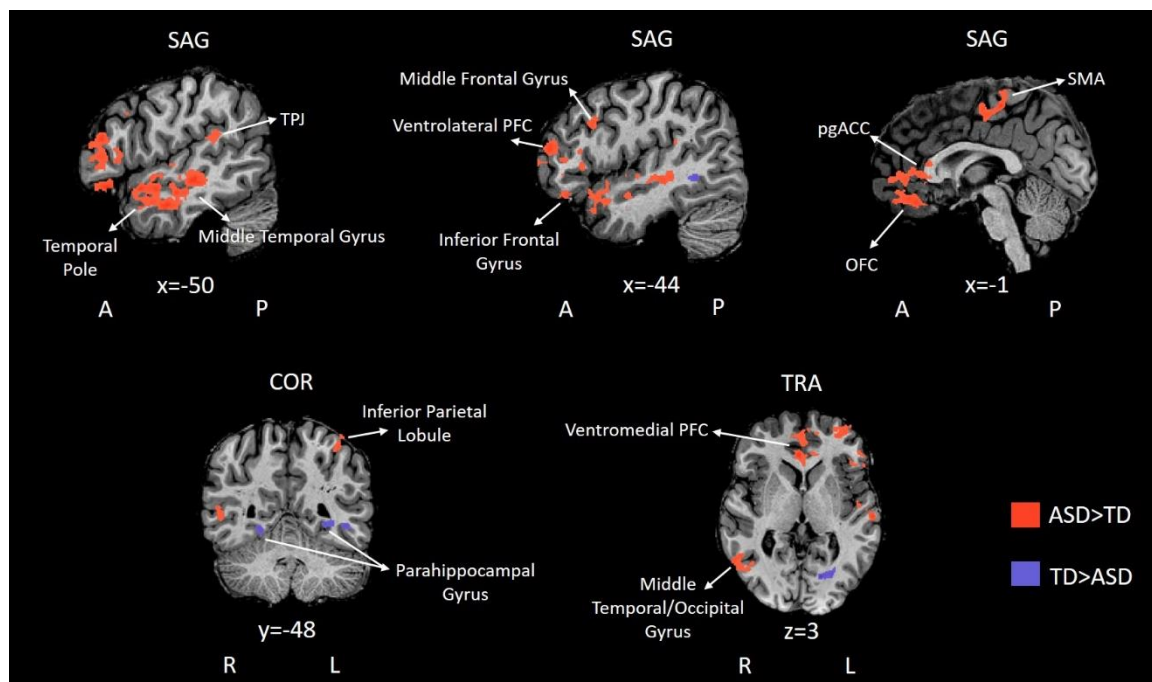 SAG
TPJ
Temporal
Pole
Middle Temporal Gyrus
x=-50
A P
SAG
Middle Frontal Gyrus
Ventrolateral PFC
Inferior Frontal
Gyrus
x=-44
A P
SAG
SMA
pgACC
OFC
x=-1
A P
COR
Inferior Parietal
Lobule
Parahippocampal
Gyrus
y=-48
R L
TRA
Ventromedial PFC
Middle
Temporal/Occipital
Gyrus
z=3
R L
ASD>TD
TD>ASD